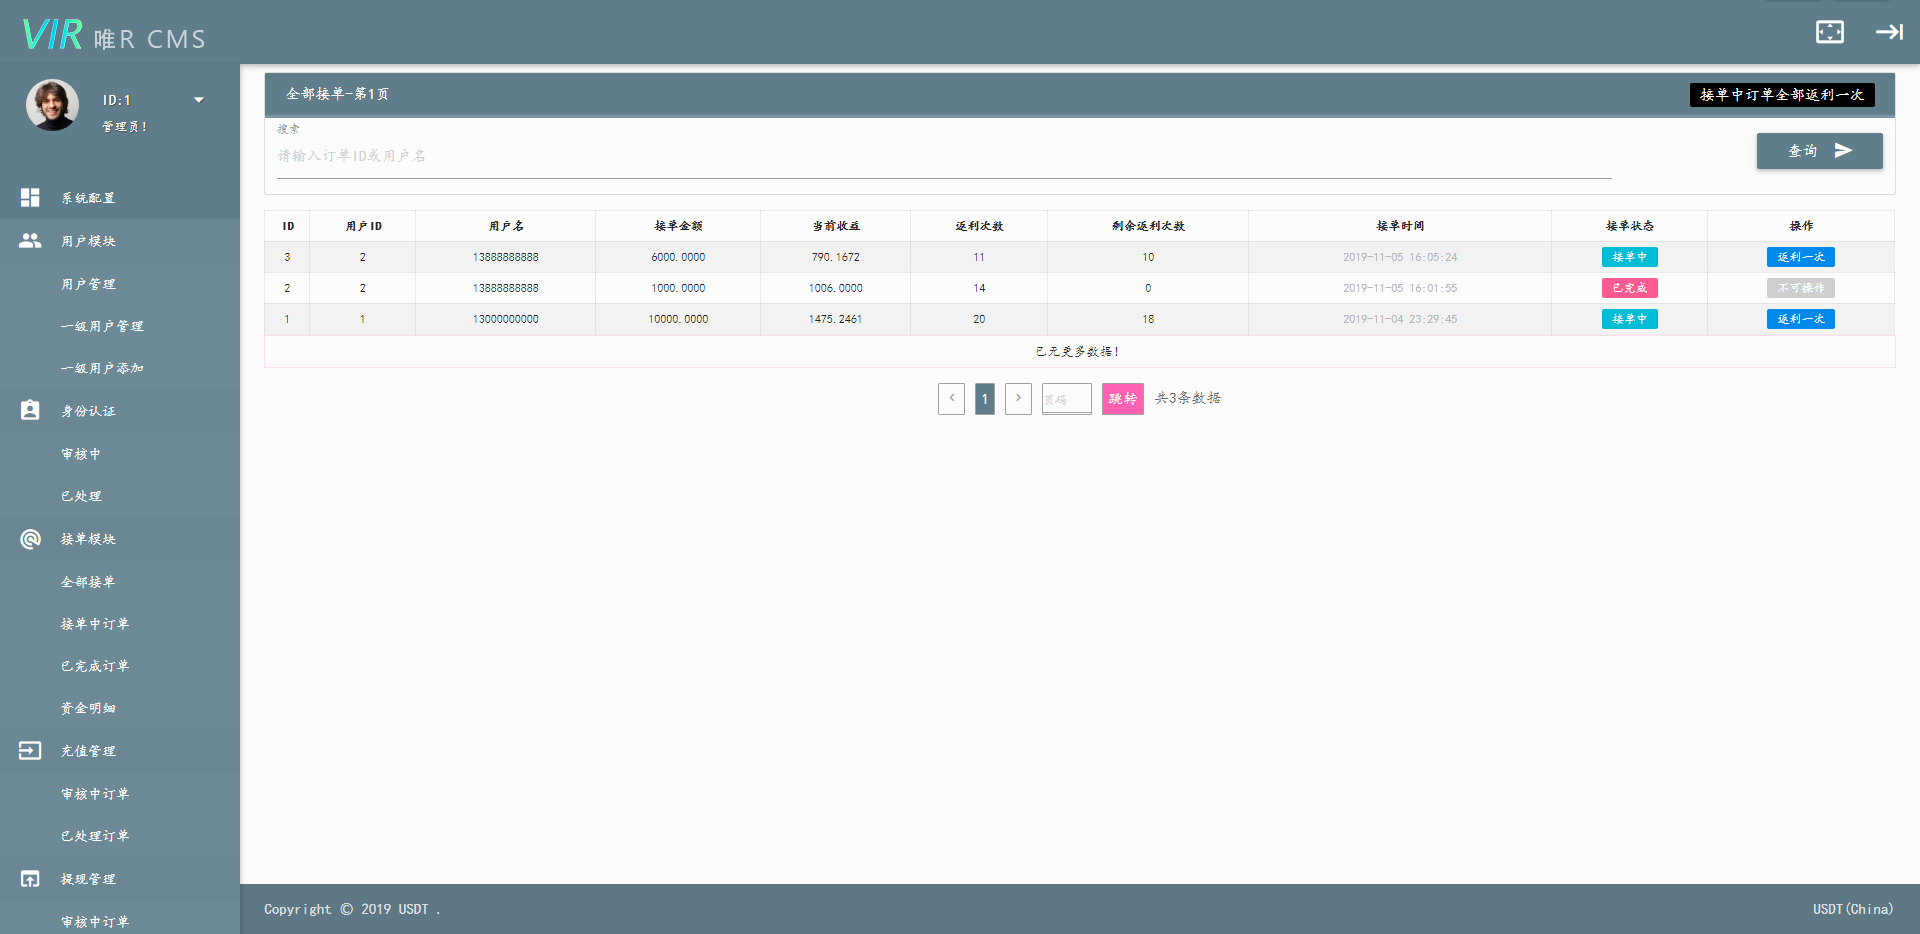 VIR 唯R CMS
ID:1
管理员!
系统配置
用户模块
用户管理
一级用户管理
一级用户添加
身份认证
审核中
已处理
接单模块
全部接单
接单中订单
已完成订单
资金明细
充值管理
审核中订单
已处理订单
提现管理
审核中订单
全部接单-第1页
接单中订单全部返利一次
搜索
请输入订单ID或用户名
查询
ID 用户ID 用户名 接单金额 当前收益 返利次数 剩余返利次数 接单时间 接单状态 操作
3 2 13888888888 6000.0000 790.1672 11 10 2019-11-05 16:05:24 接单中 返利一次
2 2 13888888888 1000.0000 1006.0000 14 0 2019-11-05 16:01:55 已完成 不可操作
1 1 13000000000 10000.0000 1475.2461 20 18 2019-11-04 23:29:45 接单中 返利一次
已无更多数据!
1 页码 跳转 共3条数据
Copyright © 2019 USDT .
USDT(China)